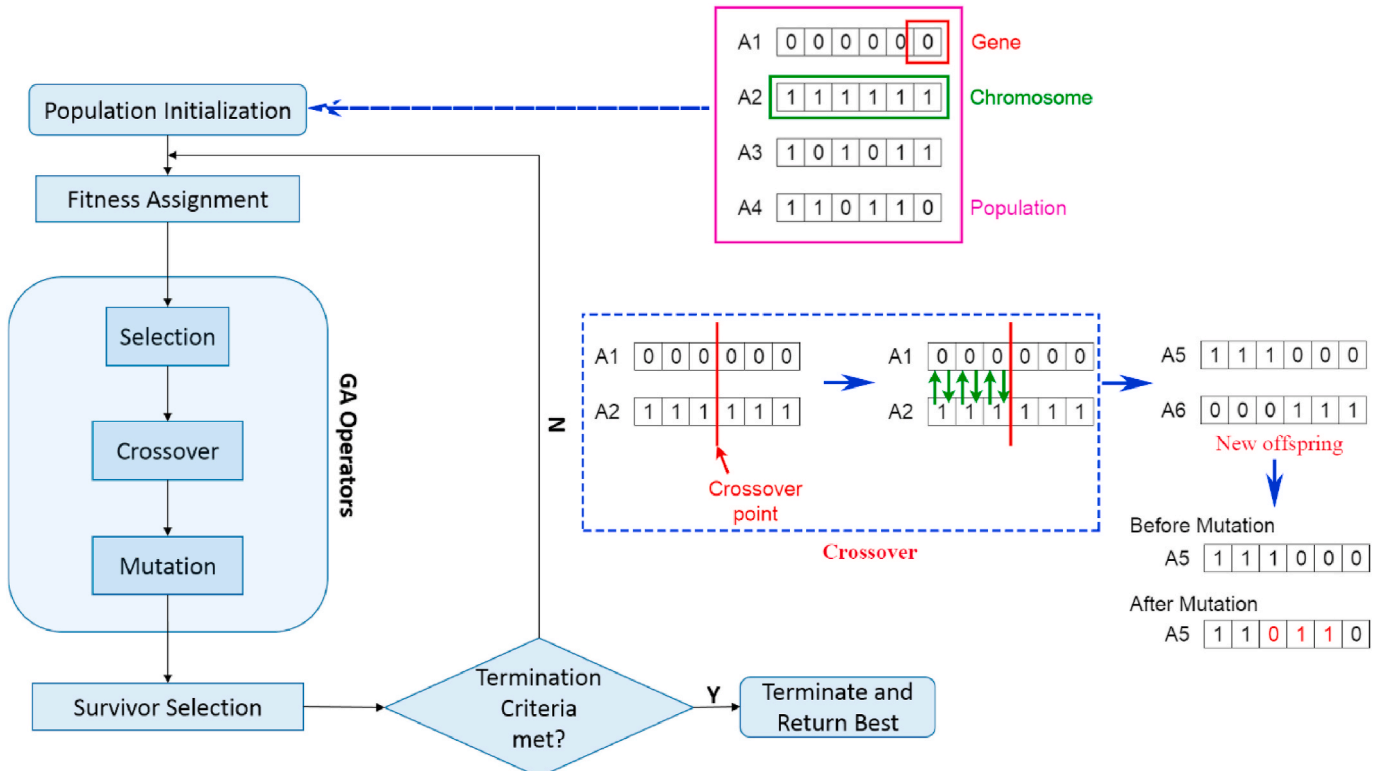 A1 0 0 0 0 0 0 Gene
A2 1 1 1 1 1 1 Chromosome
A3 1 0 1 0 1 1
A4 1 1 0 1 1 0 Population
Population Initialization
Fitness Assignment
Selection
Crossover
Mutation
GA Operators
Survivor Selection
Termination
Criteria
met?
N
Y
Terminate and
Return Best
A1 0 0 0 0 0 0
A2 1 1 1 1 1 1
Crossover
point
A1 0 0 0 0 0 0
A2 1 1 1 1 1 1
Crossover
A5 1 1 1 0 0 0
A6 0 0 0 1 1 1
New offspring
Before Mutation
A5 1 1 1 0 0 0
After Mutation
A5 1 1 0 1 1 0